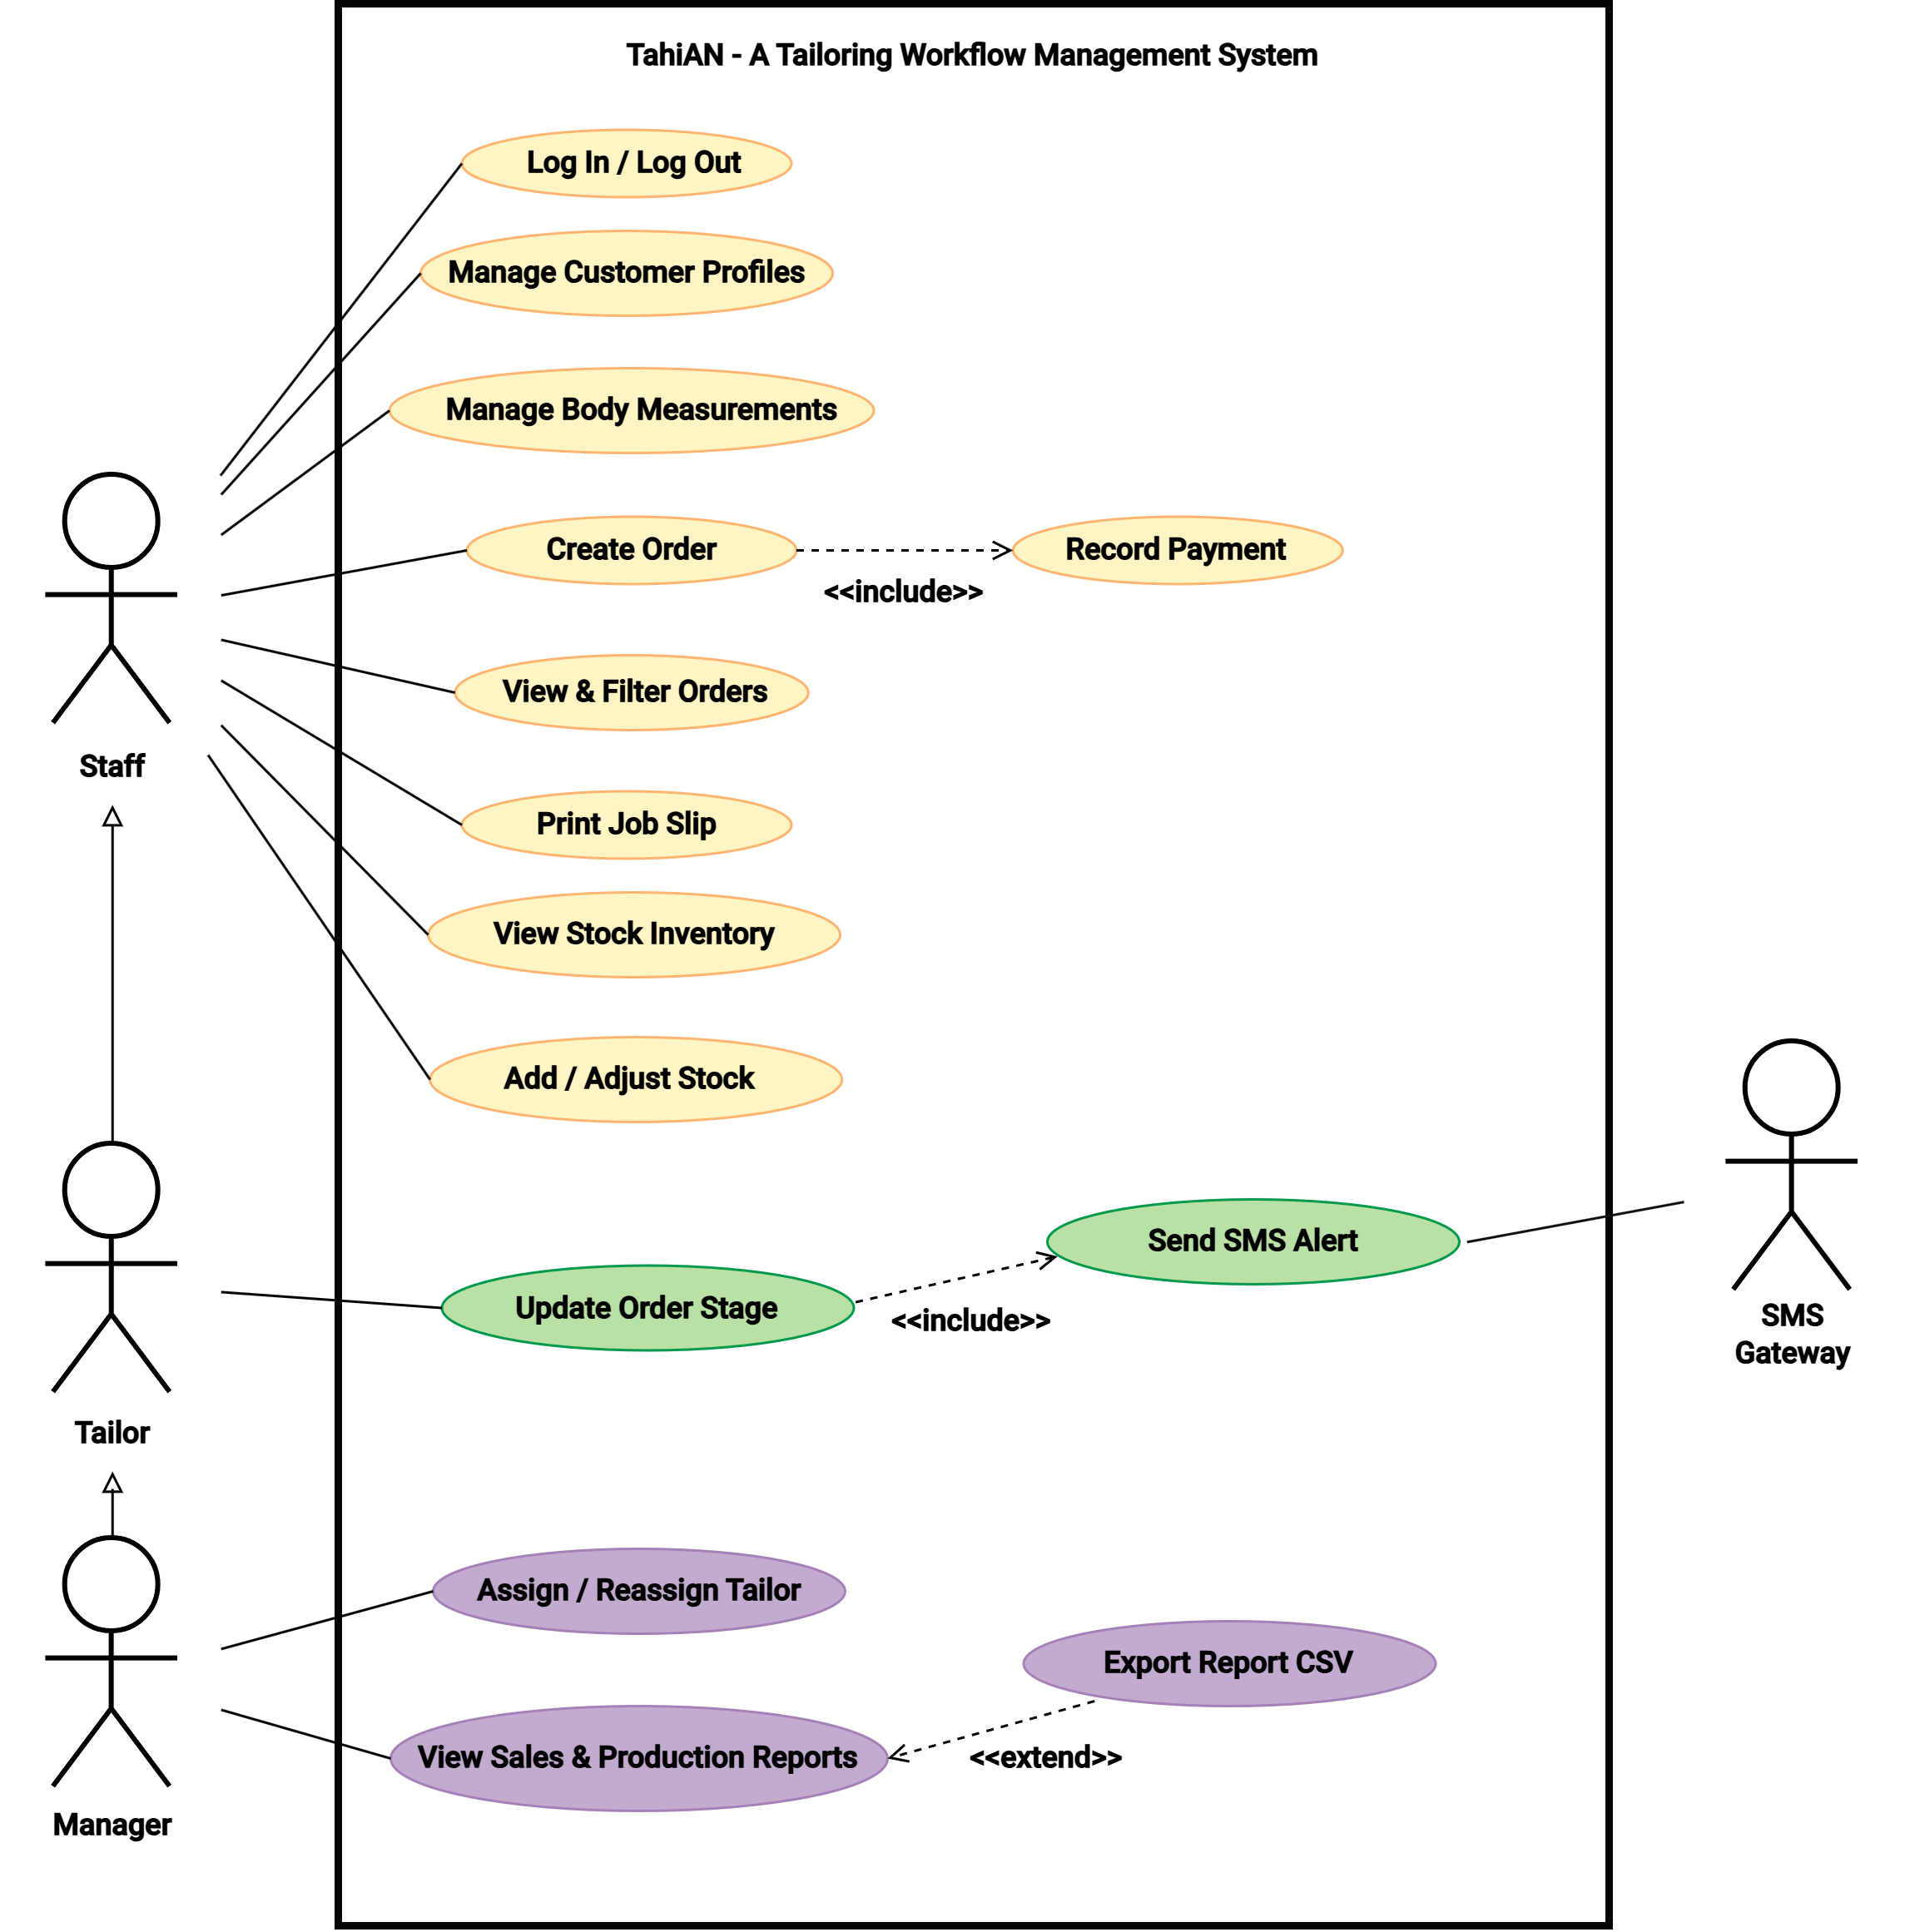 TahiAN - A Tailoring Workflow Management System
Log In / Log Out
Manage Customer Profiles
Manage Body Measurements
Create Order
Record Payment
<<include>>
View & Filter Orders
Staff
Print Job Slip
View Stock Inventory
Add / Adjust Stock
Send SMS Alert
Update Order Stage
<<include>>
SMS
Gateway
Tailor
Assign / Reassign Tailor
Export Report CSV
View Sales & Production Reports
<<extend>>
Manager